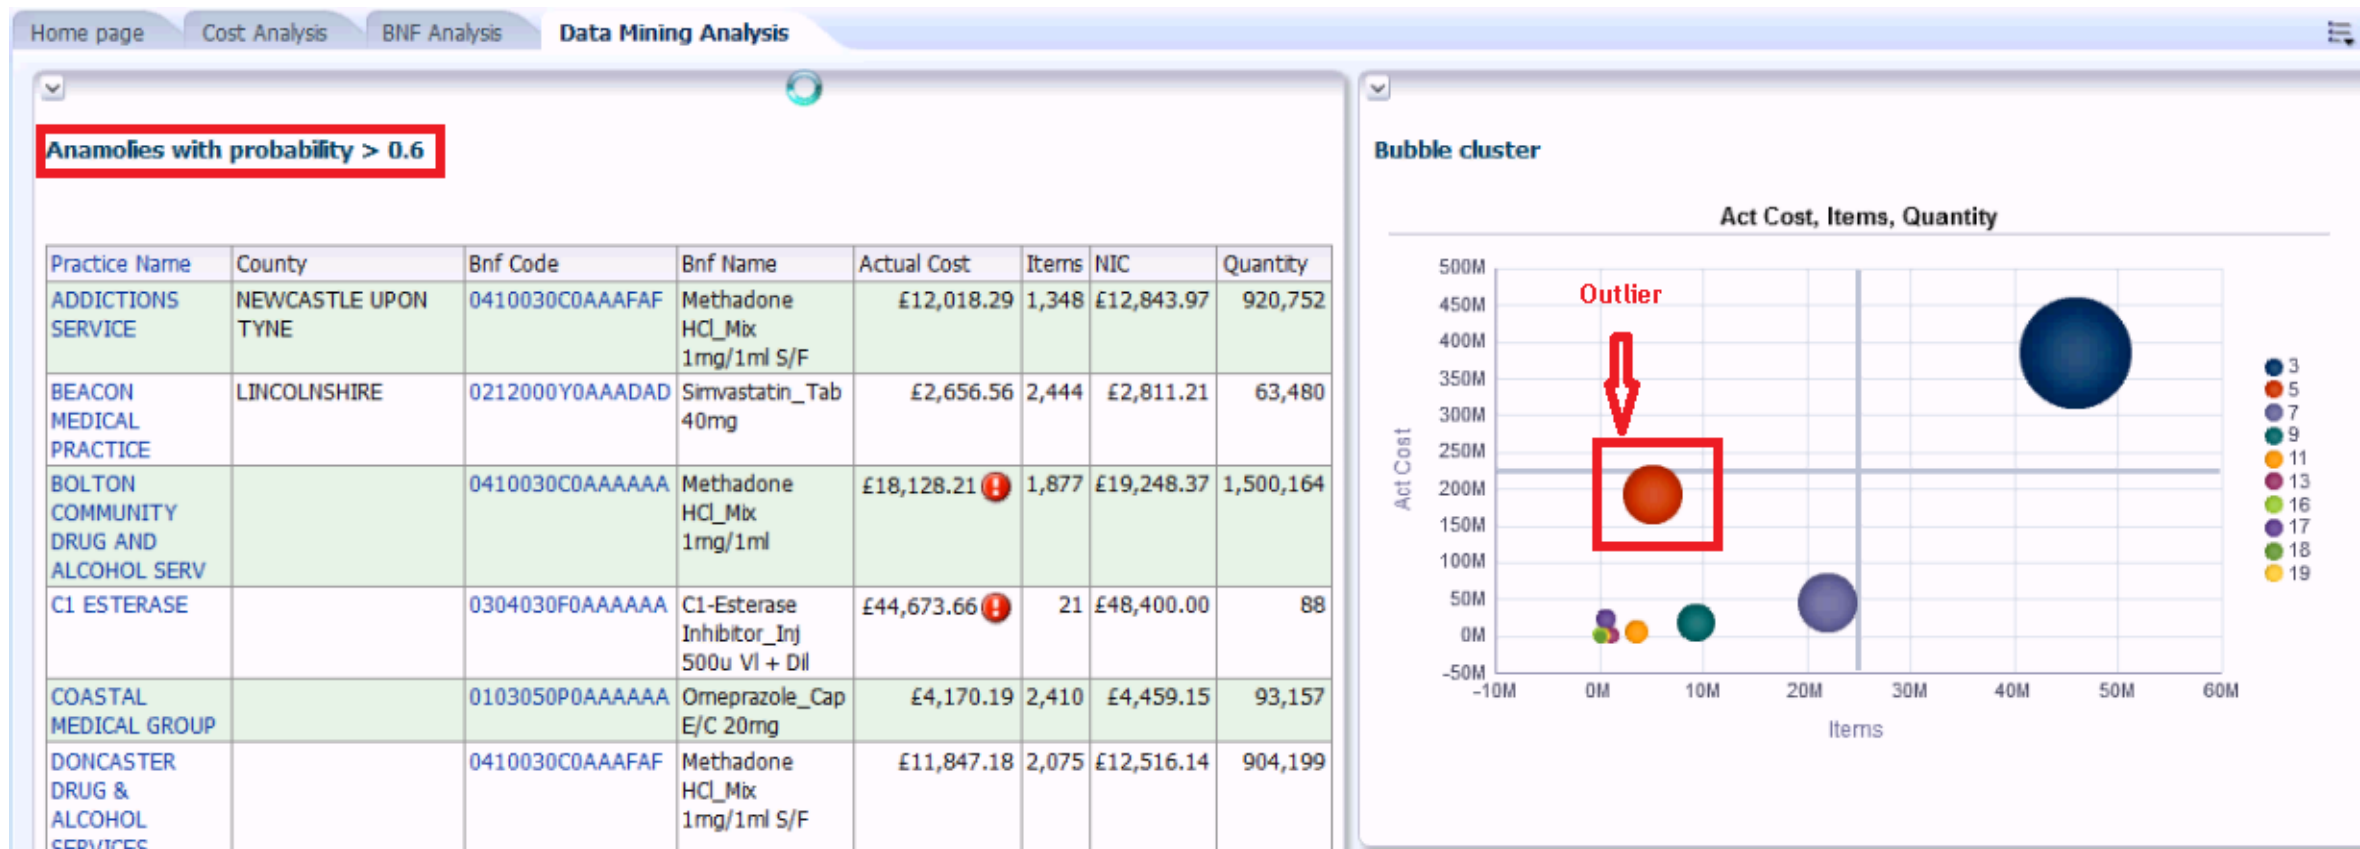 Home page Cost Analysis BNF Analysis Data Mining Analysis
Anamolies with probability > 0.6
Practice Name County Bnf Code Bnf Name Actual Cost Items NIC Quantity
ADDICTIONS NEWCASTLE UPON 0410030C0AAAFAF Methadone £12,018.29 1,348 £12,843.97 920,752
SERVICE TYNE HCl_Mix
1mg/1ml S/F
BEACON LINCOLNSHIRE 0212000Y0AAADAD Simvastatin_Tab £2,656.56 2,444 £2,811.21 63,480
MEDICAL 40mg
PRACTICE
BOLTON 0410030C0AAAAAA Methadone £18,128.21 1,877 £19,248.37 1,500,164
COMMUNITY HCl_Mix
DRUG AND 1mg/1ml
ALCOHOL SERV
C1 ESTERASE 0304030F0AAAAAA C1-Esterase £44,673.66 21 £48,400.00 88
Inhibitor_Inj
500u Vl + Dil
COASTAL 0103050P0AAAAAA Omeprazole_Cap £4,170.19 2,410 £4,459.15 93,157
MEDICAL GROUP E/C 20mg
DONCASTER 0410030C0AAAFAF Methadone £11,847.18 2,075 £12,516.14 904,199
DRUG & HCl_Mix
ALCOHOL 1mg/1ml S/F
SERVICES
Bubble cluster
Act Cost, Items, Quantity
Outlier
Act Cost
500M
450M
400M
350M
300M
250M
200M
150M
100M
50M
0M
-50M
-10M 0M 10M 20M 30M 40M 50M 60M
Items
3
5
7
9
11
13
16
17
18
19